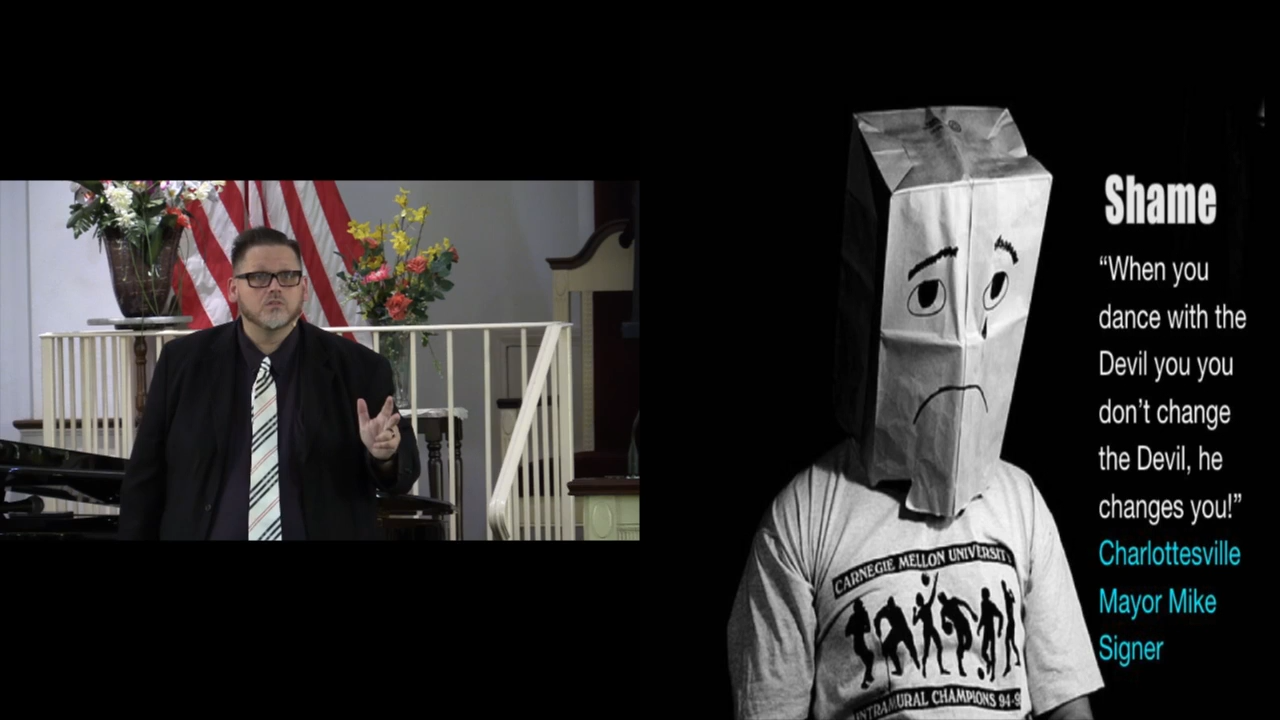 Shame
“When you
dance with the
Devil you you
don’t change
the Devil, he
changes you!”
Charlottesville
Mayor Mike
Signer
CARNEGIE MELLON UNIVERSITY
INTRAMURAL CHAMPIONS 94-9